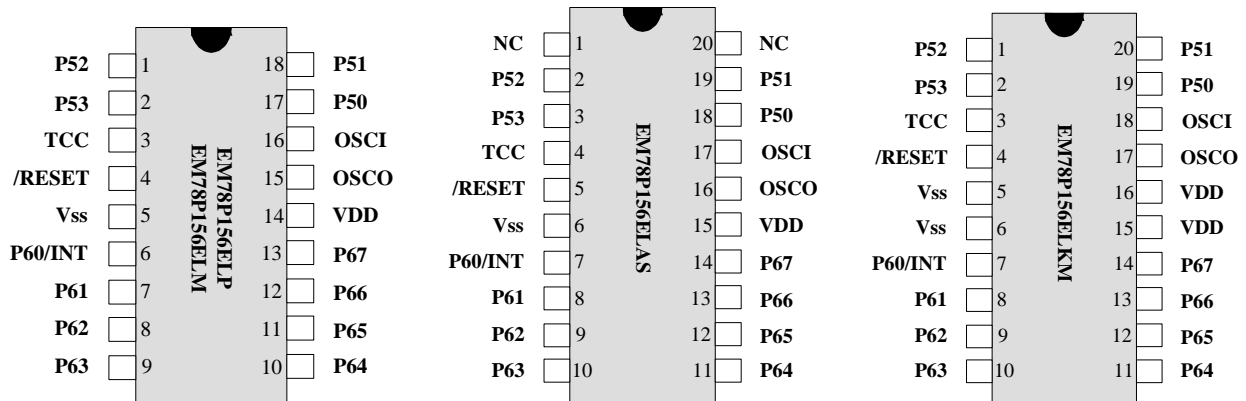 P52 1 18 P51
P53 2 17 P50
TCC 3 16 OSCI
/RESET 4 15 OSCO
Vss 5 14 VDD
P60/INT 6 13 P67
P61 7 12 P66
P62 8 11 P65
P63 9 10 P64
EM78P156ELP
EM78P156ELM
NC 1 20 NC
P52 2 19 P51
P53 3 18 P50
TCC 4 17 OSCI
/RESET 5 16 OSCO
Vss 6 15 VDD
P60/INT 7 14 P67
P61 8 13 P66
P62 9 12 P65
P63 10 11 P64
EM78P156ELAS
P52 1 20 P51
P53 2 19 P50
TCC 3 18 OSCI
/RESET 4 17 OSCO
Vss 5 16 VDD
Vss 6 15 VDD
P60/INT 7 14 P67
P61 8 13 P66
P62 9 12 P65
P63 10 11 P64
EM78P156ELKM